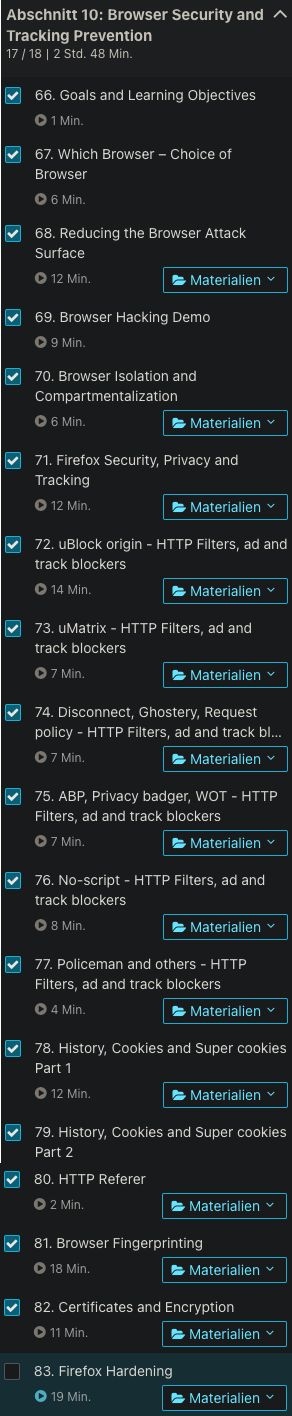 Abschnitt 10: Browser Security and
Tracking Prevention
17 / 18 | 2 Std. 48 Min.
66. Goals and Learning Objectives
1 Min.
67. Which Browser – Choice of
Browser
6 Min.
68. Reducing the Browser Attack
Surface
12 Min.
Materialien
69. Browser Hacking Demo
9 Min.
70. Browser Isolation and
Compartmentalization
6 Min.
Materialien
71. Firefox Security, Privacy and
Tracking
12 Min.
Materialien
72. uBlock origin - HTTP Filters, ad and
track blockers
14 Min.
Materialien
73. uMatrix - HTTP Filters, ad and
track blockers
7 Min.
Materialien
74. Disconnect, Ghostery, Request
policy - HTTP Filters, ad and track bl...
7 Min.
Materialien
75. ABP, Privacy badger, WOT - HTTP
Filters, ad and track blockers
7 Min.
Materialien
76. No-script - HTTP Filters, ad and
track blockers
8 Min.
Materialien
77. Policeman and others - HTTP
Filters, ad and track blockers
4 Min.
Materialien
78. History, Cookies and Super cookies
Part 1
12 Min.
Materialien
79. History, Cookies and Super cookies
Part 2
80. HTTP Referer
2 Min.
Materialien
81. Browser Fingerprinting
18 Min.
Materialien
82. Certificates and Encryption
11 Min.
Materialien
83. Firefox Hardening
19 Min.
Materialien